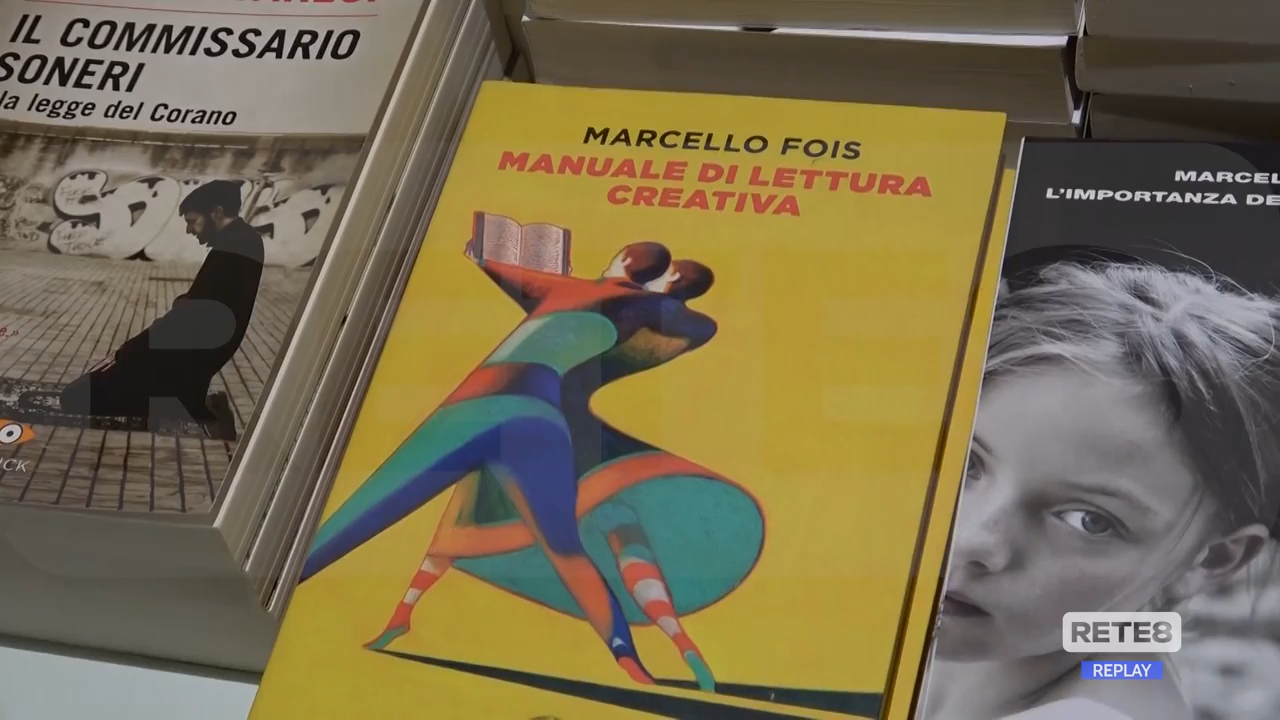 IL COMMISSARIO
SONERI
la legge del Corano
MARCELLO FOIS
MANUALE DI LETTURA
CREATIVA
MARCEL
L'IMPORTANZA DE
RETE8
REPLAY